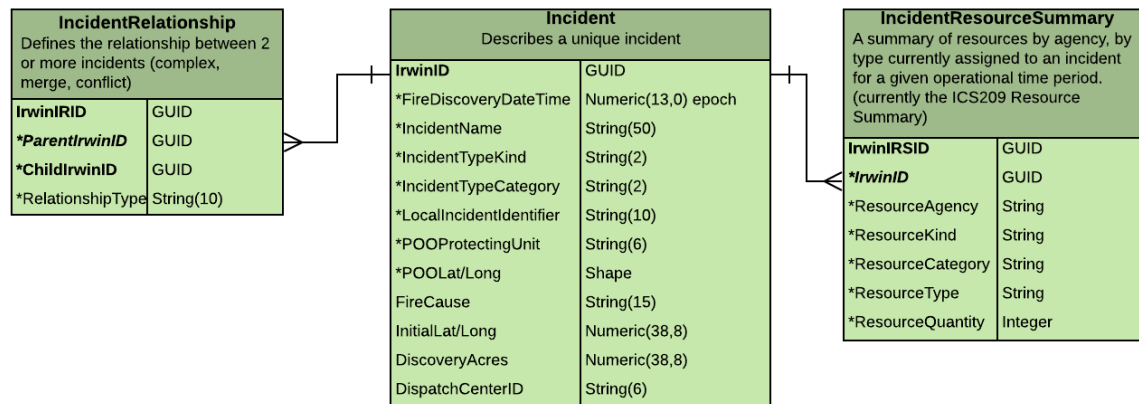 IncidentRelationship
Defines the relationship between 2
or more incidents (complex,
merge, conflict)
IrwinIRID GUID
*ParentIrwinID GUID
*ChildIrwinID GUID
*RelationshipType String(10)
Incident
Describes a unique incident
IrwinID GUID
*FireDiscoveryDateTime Numeric(13,0) epoch
*IncidentName String(50)
*IncidentTypeKind String(2)
*IncidentTypeCategory String(2)
*LocalIncidentIdentifier String(10)
*POOProtectingUnit String(6)
*POOLat/Long Shape
FireCause String(15)
InitialLat/Long Numeric(38,8)
DiscoveryAcres Numeric(38,8)
DispatchCenterID String(6)
IncidentResourceSummary
A summary of resources by agency, by
type currently assigned to an incident
for a given operational time period.
(currently the ICS209 Resource
Summary)
IrwinIRSID GUID
*IrwinID GUID
*ResourceAgency String
*ResourceKind String
*ResourceCategory String
*ResourceType String
*ResourceQuantity Integer